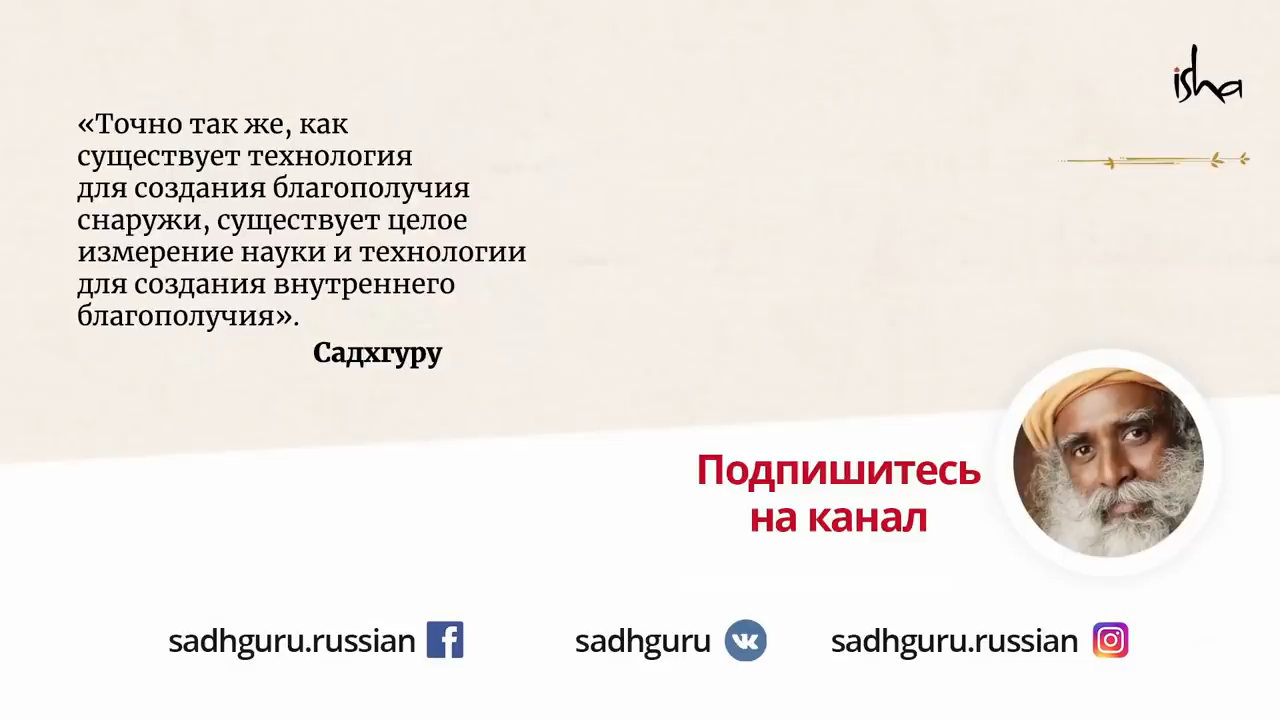 isha
«Точно так же, как
существует технология
для создания благополучия
снаружи, существует целое
измерение науки и технологии
для создания внутреннего
благополучия».
Садхгуру
Подпишитесь
на канал
sadhguru.russian
sadhguru
sadhguru.russian